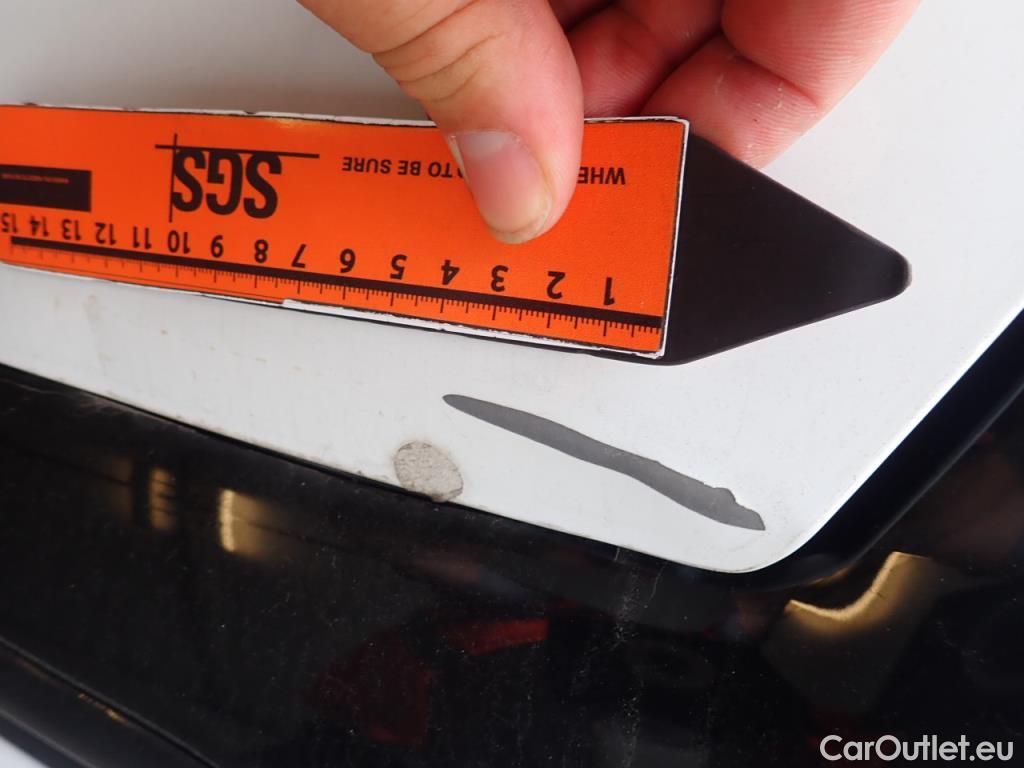 WHE
O TO BE SURE
SGS
1 2 3 4 5 6 7 8 9 10 11 12 13 14 15
CarOutlet.eu